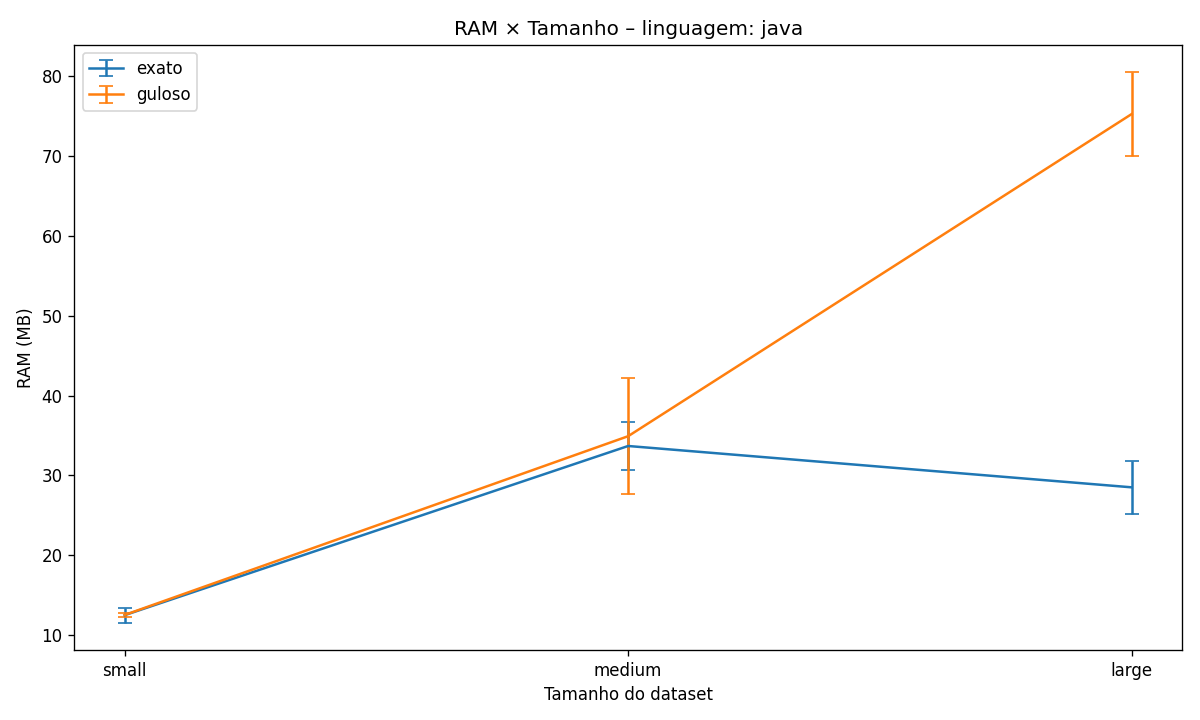 RAM × Tamanho – linguagem: java
exato
guloso
80
70
60
50
40
30
20
10
RAM (MB)
small
medium
large
Tamanho do dataset